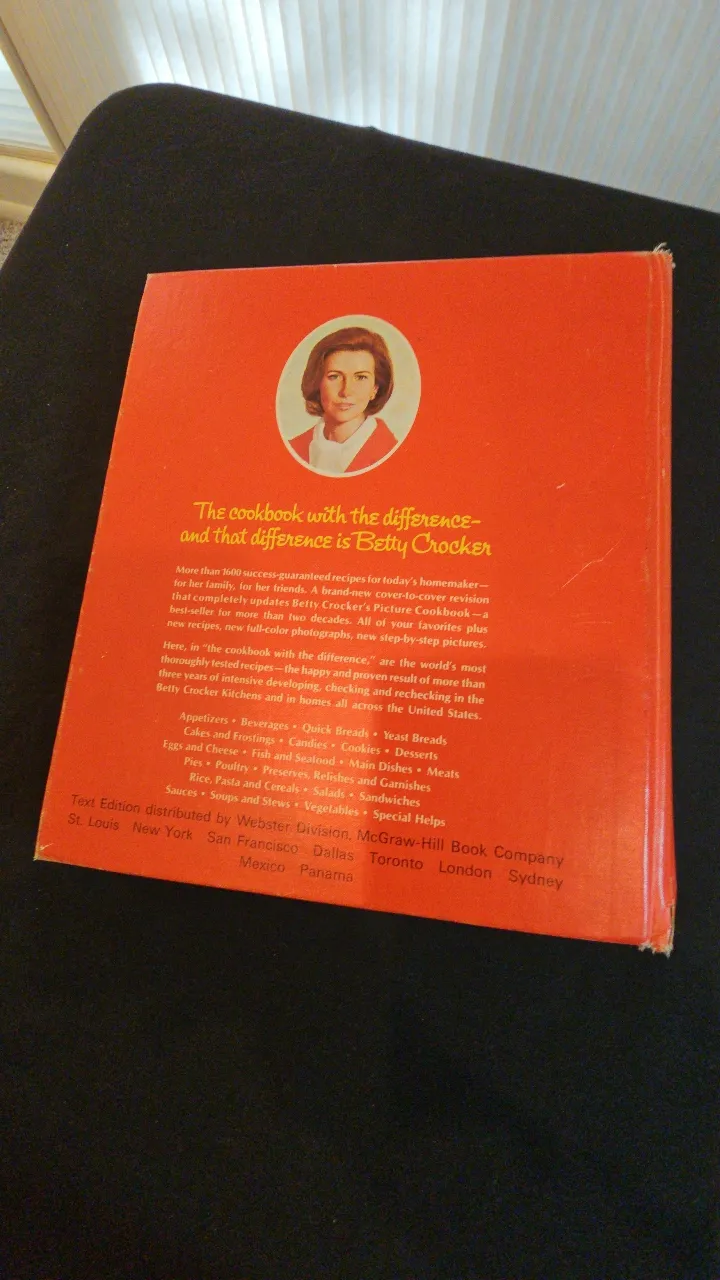 The cookbook with the difference–
and that difference is Betty Crocker
More than 1600 success-guaranteed recipes for today's homemaker—
for her family, for her friends. A brand-new cover-to-cover revision
that completely updates Betty Crocker's Picture Cookbook—a
best-seller for more than two decades. All of your favorites plus
new recipes, new full-color photographs, new step-by-step pictures.
Here, in "the cookbook with the difference," are the world's most
thoroughly tested recipes—the happy and proven result of more than
three years of intensive developing, checking and rechecking in the
Betty Crocker Kitchens and in homes all across the United States.
Appetizers • Beverages • Quick Breads • Yeast Breads
Cakes and Frostings • Candies • Cookies • Desserts
Eggs and Cheese • Fish and Seafood • Main Dishes • Meats
Pies • Poultry • Preserves, Relishes and Garnishes
Rice, Pasta and Cereals • Salads • Sandwiches
Sauces • Soups and Stews • Vegetables • Special Helps
Text Edition distributed by Webster Division, McGraw-Hill Book Company
St. Louis New York San Francisco Dallas Toronto London Sydney
Mexico Panama